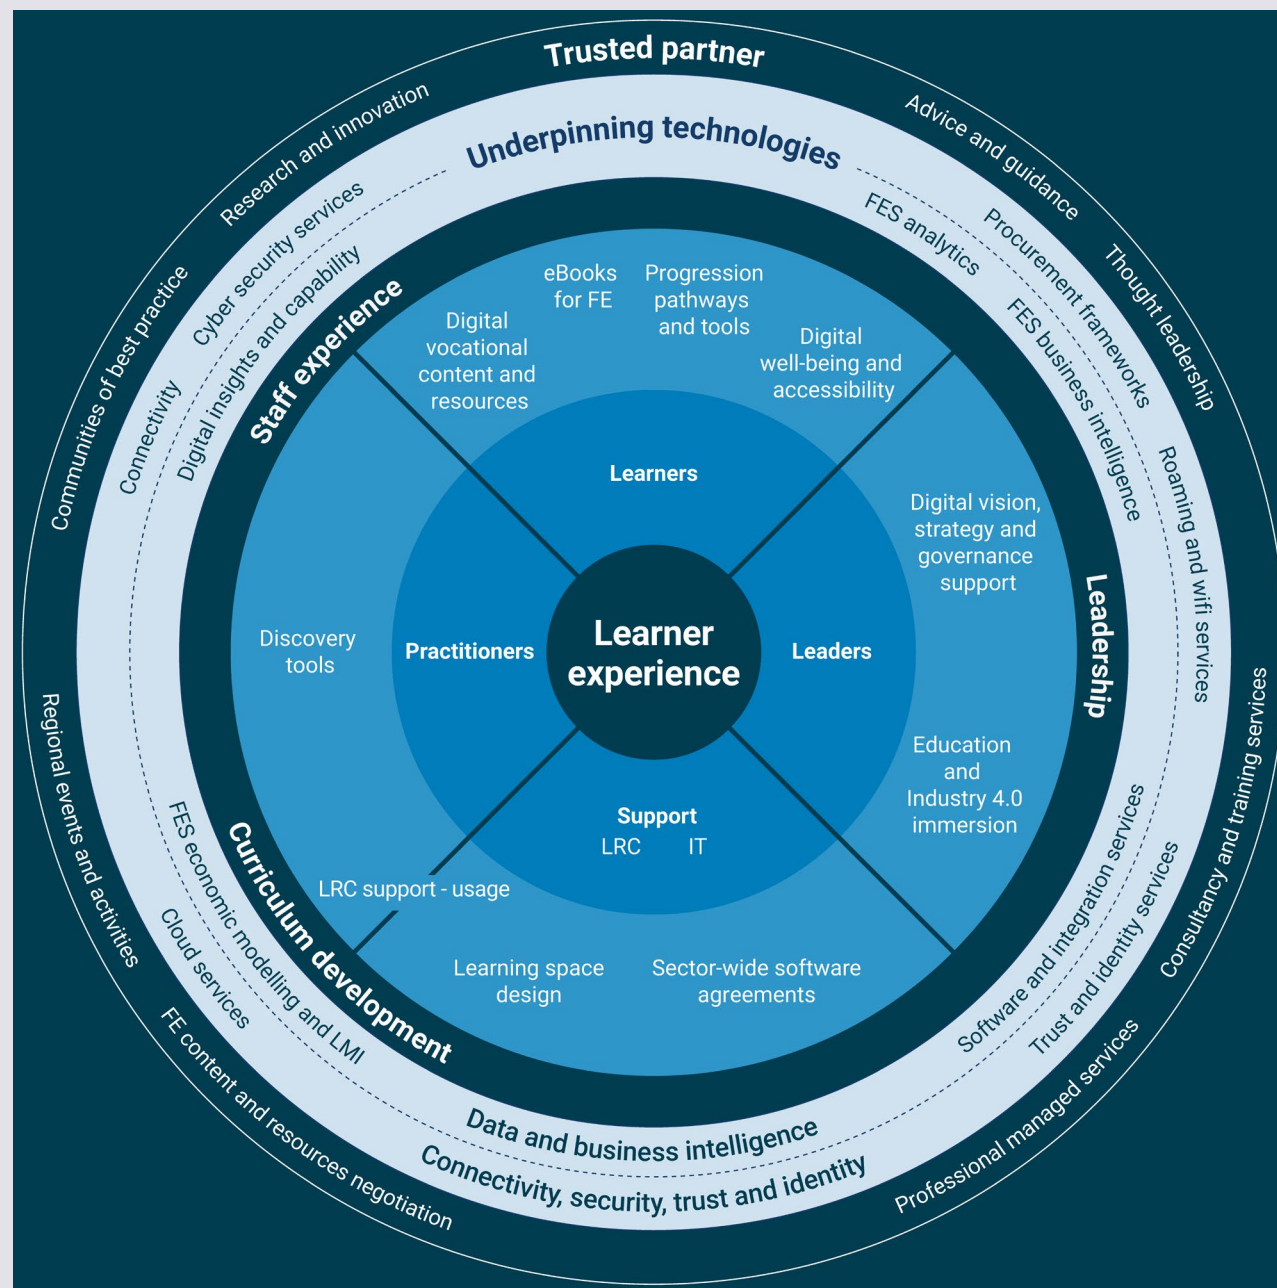 Trusted partner
Research and innovation
Advice and guidance
Communities of best practice
Thought leadership
Regional events and activities
Consultancy and training services
FE content and resources negotiation
Professional managed services
Underpinning technologies
Cyber security services
Procurement frameworks
Connectivity
Roaming and wifi services
Cloud services
Trust and identity services
Connectivity, security, trust and identity
Digital insights and capability
FES analytics
FES business intelligence
FES economic modelling and LMI
Software and integration services
Data and business intelligence
Staff experience
Leadership
Curriculum development
Digital
vocational
content and
resources
eBooks
for FE
Progression
pathways
and tools
Digital
well-being and
accessibility
Digital vision,
strategy and
governance
support
Education
and
Industry 4.0
immersion
Discovery
tools
LRC support - usage
Learning space
design
Sector-wide software
agreements
Learners
Practitioners
Leaders
Support
LRC IT
Learner
experience